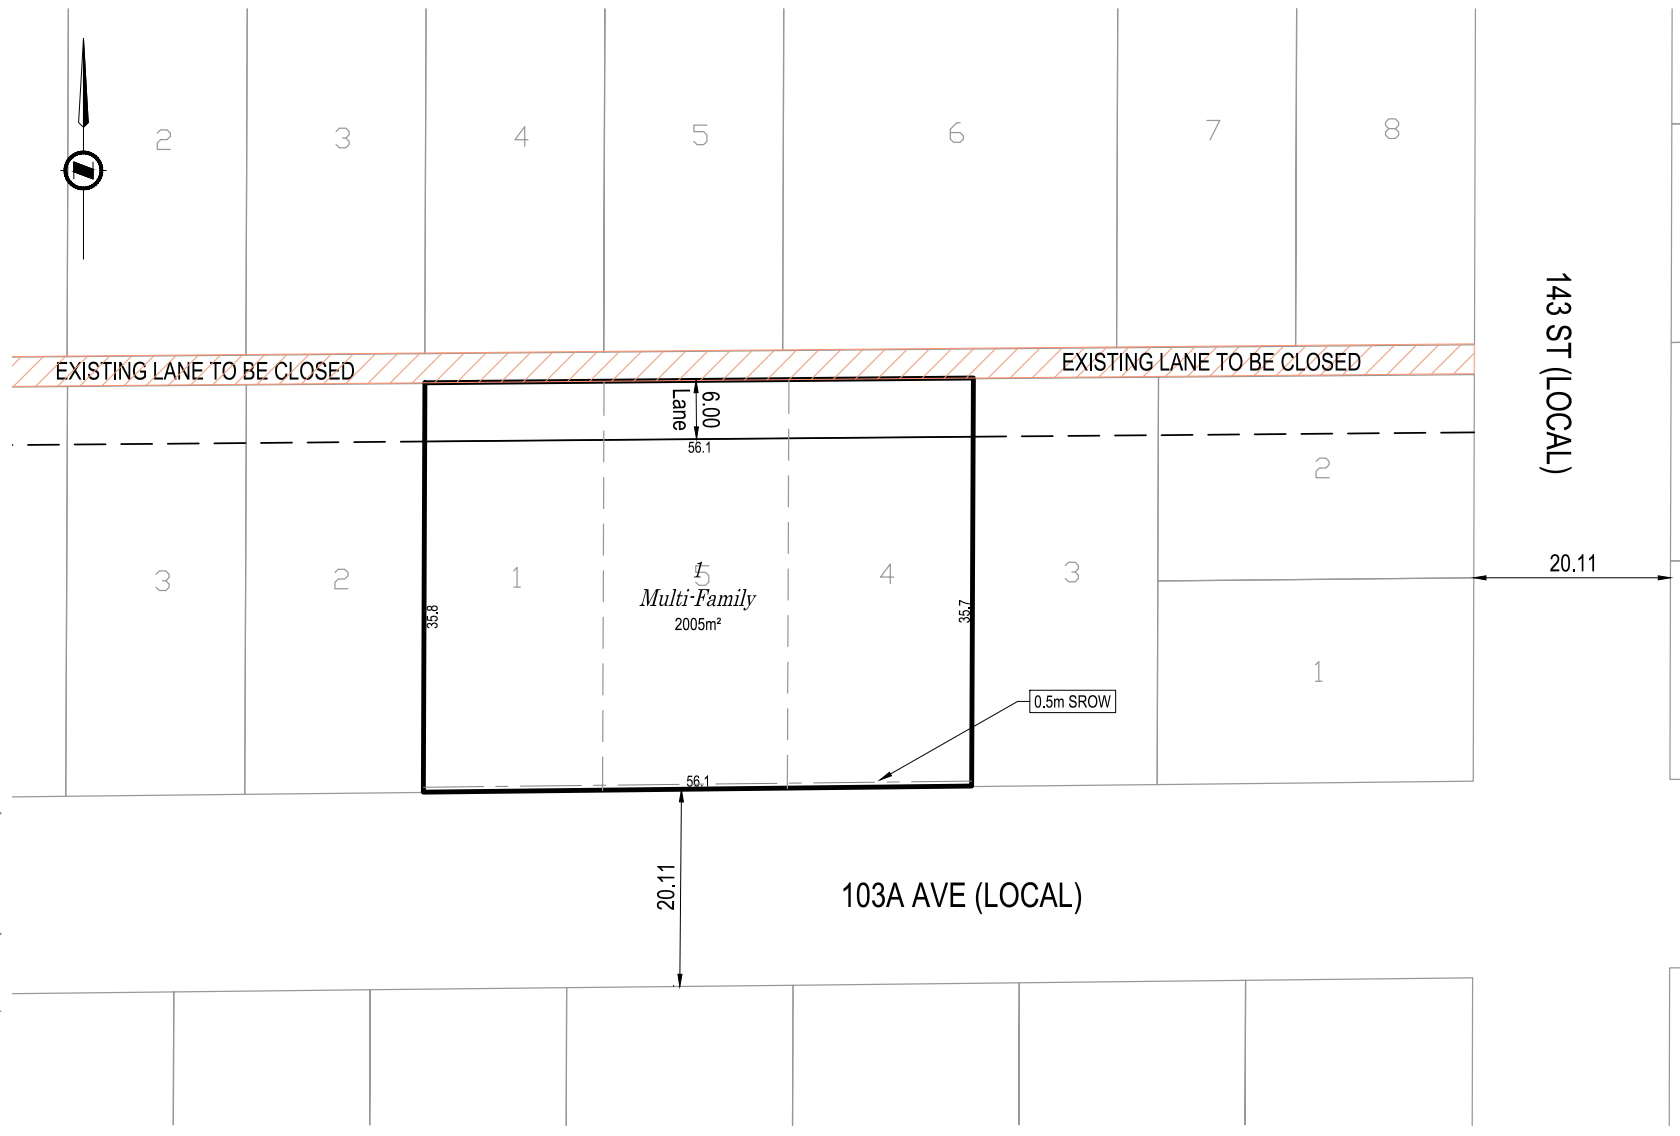 2
3
4
5
6
7
8
N
143 ST (LOCAL)
EXISTING LANE TO BE CLOSED
EXISTING LANE TO BE CLOSED
6.00
Lane
56.1
2
20.11
3
2
1
5
1
4
3
Multi-Family
2005m²
35.8
35.7
1
0.5m SROW
56.1
20.11
103A AVE (LOCAL)